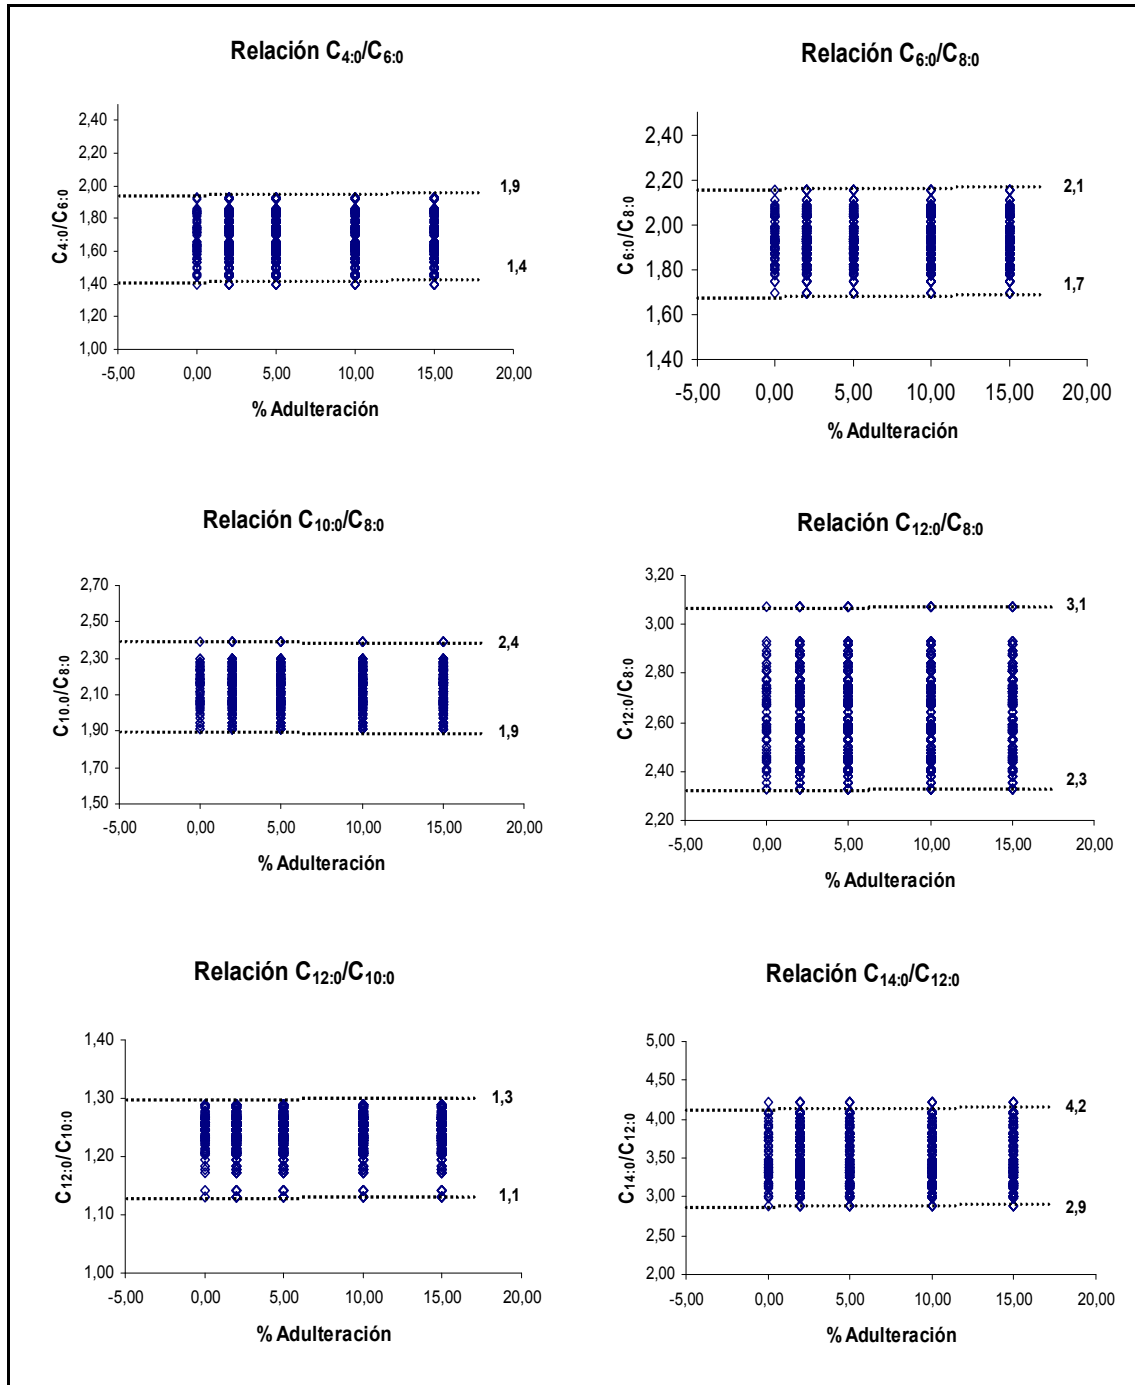 Relación C4:0/C6:0
C4:0/C6:0
2,40
2,20
2,00
1,80
1,60
1,40
1,20
1,00
1,9
1,4
-5,00 0,00 5,00 10,00 15,00 20,00
% Adulteración
Relación C6:0/C8:0
C6:0/C8:0
2,40
2,20
2,00
1,80
1,60
1,40
2,1
1,7
-5,00 0,00 5,00 10,00 15,00 20,00
% Adulteración
Relación C10:0/C8:0
C10.0/C8:0
2,70
2,50
2,30
2,10
1,90
1,70
1,50
2,4
1,9
-5,00 0,00 5,00 10,00 15,00 20,00
% Adulteración
Relación C12:0/C8:0
C12:0/C8:0
3,20
3,00
2,80
2,60
2,40
2,20
3,1
2,3
-5,00 0,00 5,00 10,00 15,00 20,00
% Adulteración
Relación C12:0/C10:0
C12:0/C10:0
1,40
1,30
1,20
1,10
1,00
1,3
1,1
-5,00 0,00 5,00 10,00 15,00 20,00
% Adulteración
Relación C14:0/C12:0
C14:0/C12:0
5,00
4,50
4,00
3,50
3,00
2,50
2,00
4,2
2,9
-5,00 0,00 5,00 10,00 15,00 20,00
% Adulteración